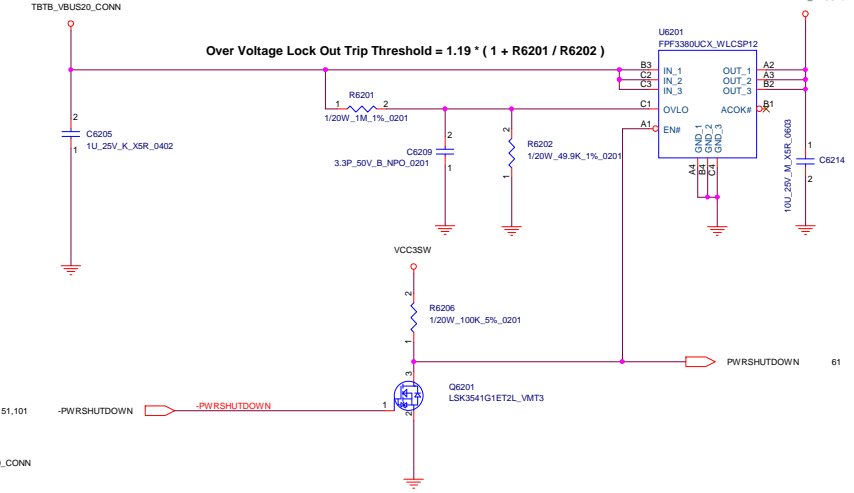 TBTB_VBUS20_CONN
Over Voltage Lock Out Trip Threshold = 1.19 * ( 1 + R6201 / R6202 )
U6201
FPF3380UCX_WLCSP12
B3
C2
C3
IN_1
IN_2
IN_3
OUT_1
OUT_2
OUT_3
A2
A3
B2
C1
OVLO
ACOK#
B1
A1
EN#
GND_1
GND_2
GND_3
A4
B4
C4
R6201
1
2
1/20W_1M_1%_0201
2
1
C6205
1U_25V_K_X5R_0402
2
C6209
3.3P_50V_B_NPO_0201
1
2
R6202
1/20W_49.9K_1%_0201
1
10U_25V_M_X5R_0603
1
C6214
2
VCC3SW
2
R6206
1/20W_100K_5%_0201
1
PWRSHUTDOWN
61
3
Q6201
LSK3541G1ET2L_VMT3
1
2
51,101
-PWRSHUTDOWN
-PWRSHUTDOWN
_CONN